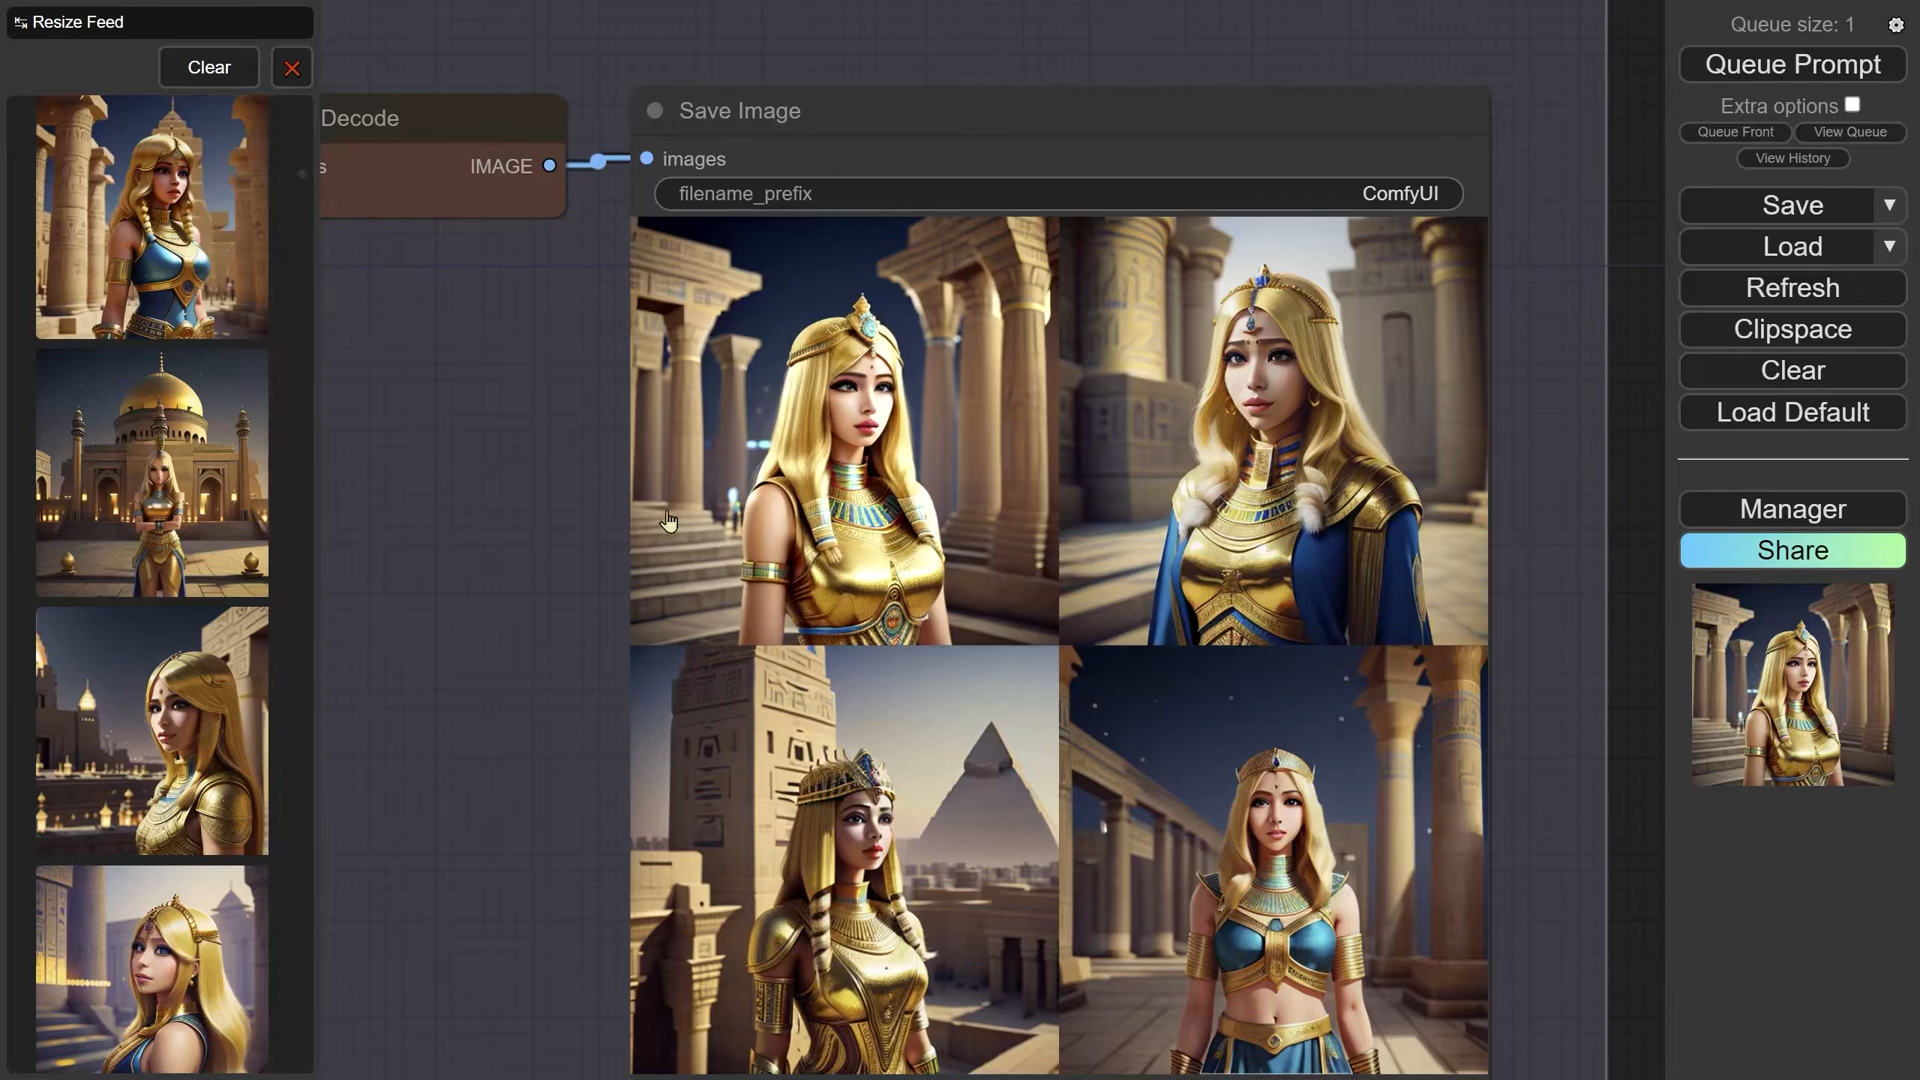 Resize Feed
Clear
Decode
s
IMAGE
Save Image
images
filename_prefix
ComfyUI
Queue size: 1
Queue Prompt
Extra options
Queue Front
View Queue
View History
Save
Load
Refresh
Clipspace
Clear
Load Default
Manager
Share